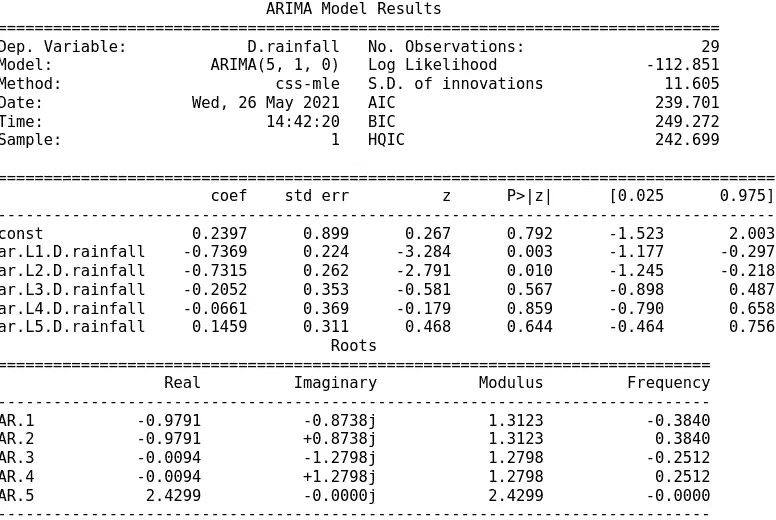 ARIMA Model Results
==============================================================================
Dep. Variable:             D.rainfall   No. Observations:                   29
Model:                 ARIMA(5, 1, 0)   Log Likelihood                -112.851
Method:                       css-mle   S.D. of innovations             11.605
Date:                Wed, 26 May 2021   AIC                            239.701
Time:                        14:42:20   BIC                            249.272
Sample:                             1   HQIC                           242.699

====================================================================================
                       coef    std err          z      P>|z|      [0.025      0.975]
------------------------------------------------------------------------------------
const                0.2397      0.899      0.267      0.792      -1.523       2.003
ar.L1.D.rainfall    -0.7369      0.224     -3.284      0.003      -1.177      -0.297
ar.L2.D.rainfall    -0.7315      0.262     -2.791      0.010      -1.245      -0.218
ar.L3.D.rainfall    -0.2052      0.353     -0.581      0.567      -0.898       0.487
ar.L4.D.rainfall    -0.0661      0.369     -0.179      0.859      -0.790       0.658
ar.L5.D.rainfall     0.1459      0.311      0.468      0.644      -0.464       0.756
                                    Roots
=============================================================================
                  Real          Imaginary           Modulus         Frequency
-----------------------------------------------------------------------------
AR.1           -0.9791           -0.8738j            1.3123           -0.3840
AR.2           -0.9791           +0.8738j            1.3123            0.3840
AR.3           -0.0094           -1.2798j            1.2798           -0.2512
AR.4           -0.0094           +1.2798j            1.2798            0.2512
AR.5            2.4299           -0.0000j            2.4299           -0.0000
-----------------------------------------------------------------------------